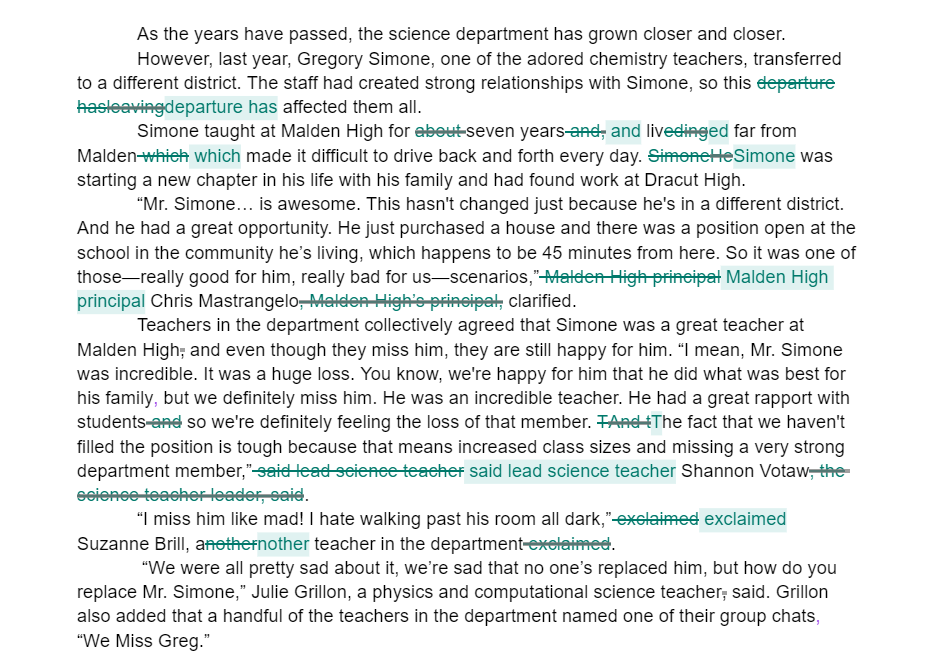 As the years have passed, the science department has grown closer and closer.
However, last year, Gregory Simone, one of the adored chemistry teachers, transferred
to a different district. The staff had created strong relationships with Simone, so this departure
hasleavingdeparture has affected them all.
Simone taught at Malden High for about seven years and, and livedinged far from
Malden which which made it difficult to drive back and forth every day. SimoneHeSimone was
starting a new chapter in his life with his family and had found work at Dracut High.
“Mr. Simone… is awesome. This hasn't changed just because he's in a different district.
And he had a great opportunity. He just purchased a house and there was a position open at the
school in the community he’s living, which happens to be 45 minutes from here. So it was one of
those—really good for him, really bad for us—scenarios,” Malden High principal Malden High
principal Chris Mastrangelo, Malden High’s principal, clarified.
Teachers in the department collectively agreed that Simone was a great teacher at
Malden High, and even though they miss him, they are still happy for him. “I mean, Mr. Simone
was incredible. It was a huge loss. You know, we're happy for him that he did what was best for
his family, but we definitely miss him. He was an incredible teacher. He had a great rapport with
students and so we're definitely feeling the loss of that member. TAnd tThe fact that we haven't
filled the position is tough because that means increased class sizes and missing a very strong
department member,” said lead science teacher said lead science teacher Shannon Votaw, the
science teacher leader, said.
“I miss him like mad! I hate walking past his room all dark,” exclaimed exclaimed
Suzanne Brill, anothernother teacher in the department exclaimed.
“We were all pretty sad about it, we’re sad that no one’s replaced him, but how do you
replace Mr. Simone,” Julie Grillon, a physics and computational science teacher, said. Grillon
also added that a handful of the teachers in the department named one of their group chats,
“We Miss Greg.”